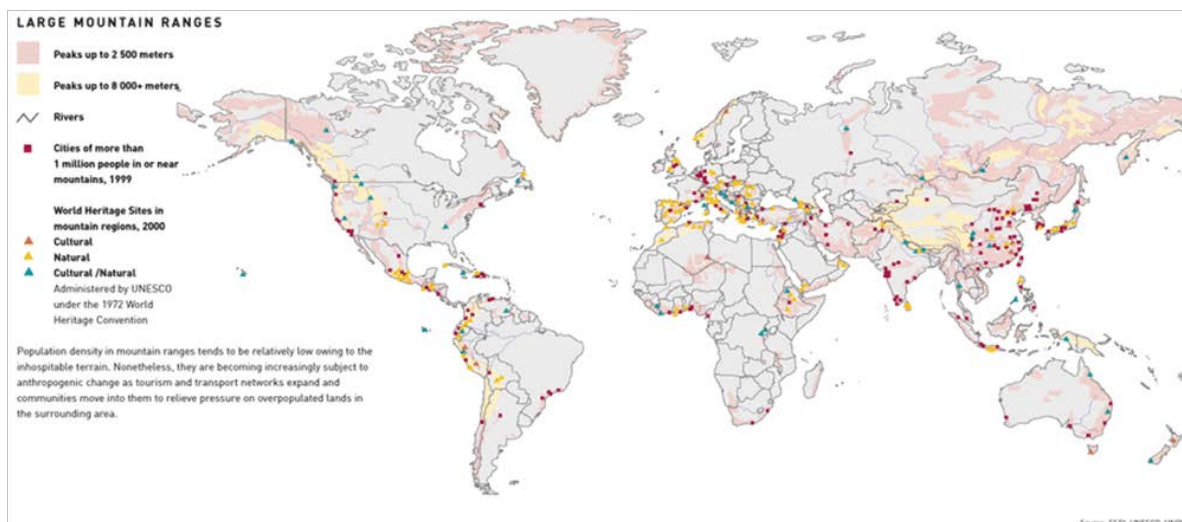 LARGE MOUNTAIN RANGES
Peaks up to 2 500 meters
Peaks up to 8 000+ meters
Rivers
Cities of more than
1 million people in or near
mountains, 1999
World Heritage Sites in
mountain regions, 2000
Cultural
Natural
Cultural /Natural
Administered by UNESCO
under the 1972 World
Heritage Convention
Population density in mountain ranges tends to be relatively low owing to the
inhospitable terrain. Nonetheless, they are becoming increasingly subject to
anthropogenic change as tourism and transport networks expand and
communities move into them to relieve pressure on overpopulated lands in
the surrounding area.